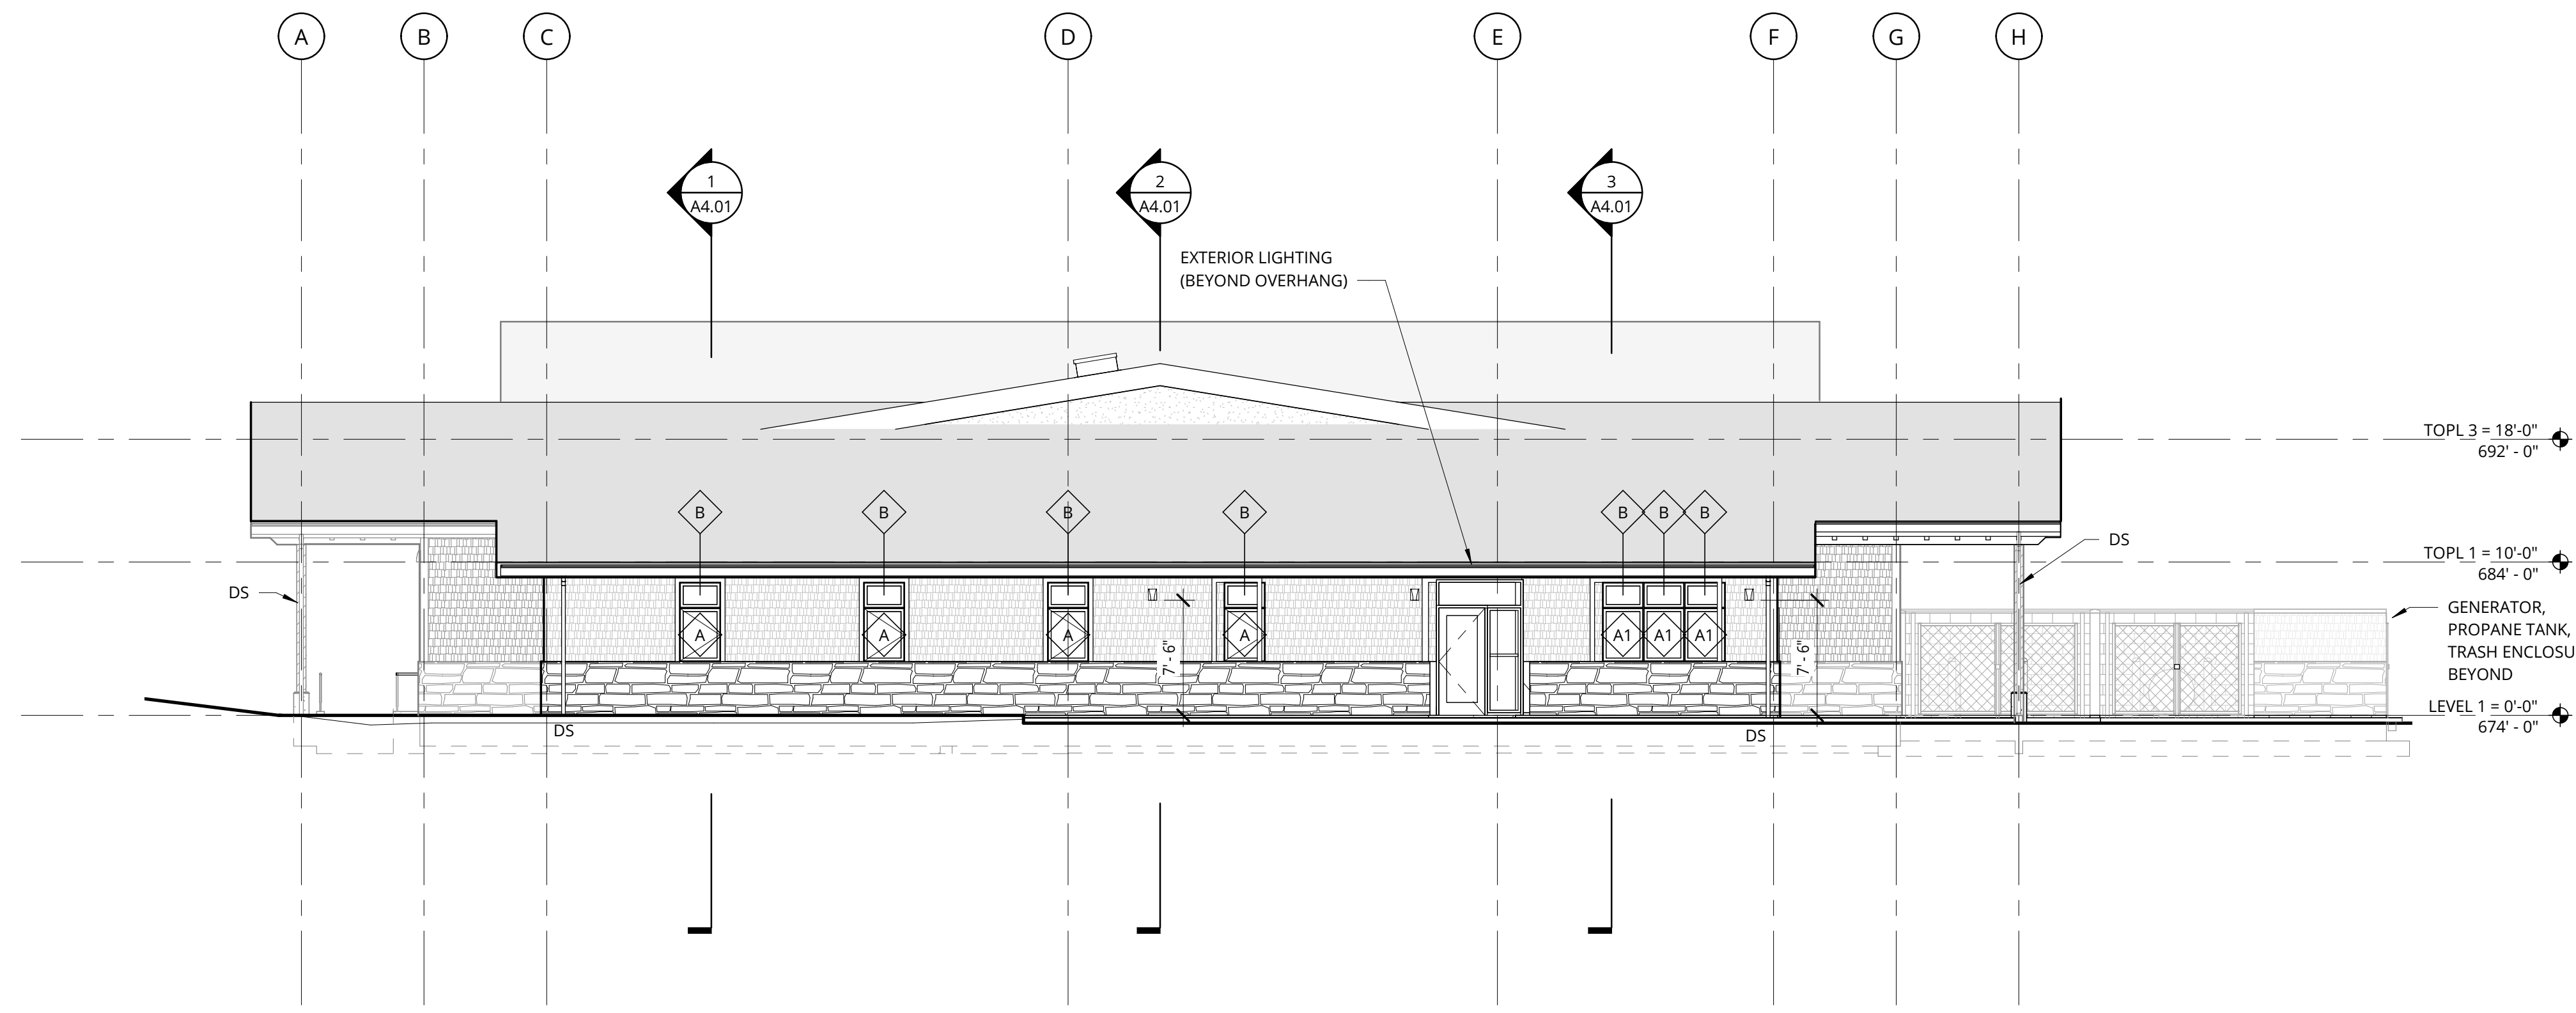 A B C D E F G H
1 2 3
A4.01 A4.01 A4.01
EXTERIOR LIGHTING
(BEYOND OVERHANG)
TOPL 3 = 18'-0"
692' - 0"
B B B B B B B
DS
TOPL 1 = 10'-0"
684' - 0"
DS
GENERATOR,
PROPANE TANK,
TRASH ENCLOSU
BEYOND
A A A A A1 A1 A1
7' - 6" 7' - 6"
LEVEL 1 = 0'-0"
674' - 0"
DS DS